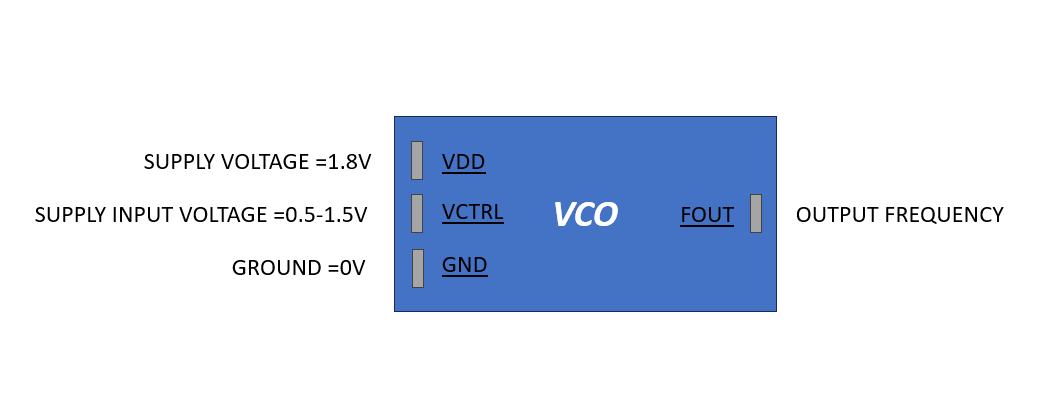 SUPPLY VOLTAGE =1.8V
VDD
SUPPLY INPUT VOLTAGE =0.5-1.5V
VCTRL
VCO
FOUT
OUTPUT FREQUENCY
GROUND =0V
GND